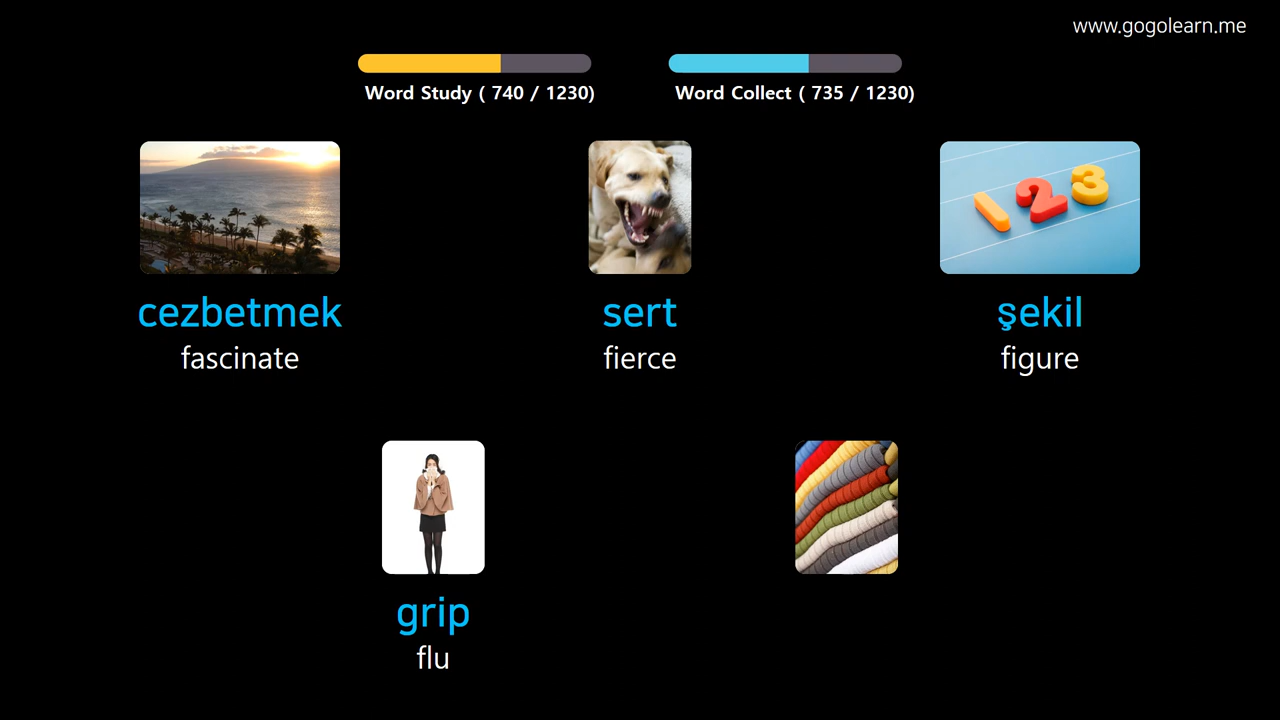 www.gogolearn.me
Word Study ( 740 / 1230)
Word Collect ( 735 / 1230)
cezbetmek
fascinate
sert
fierce
şekil
figure
grip
flu